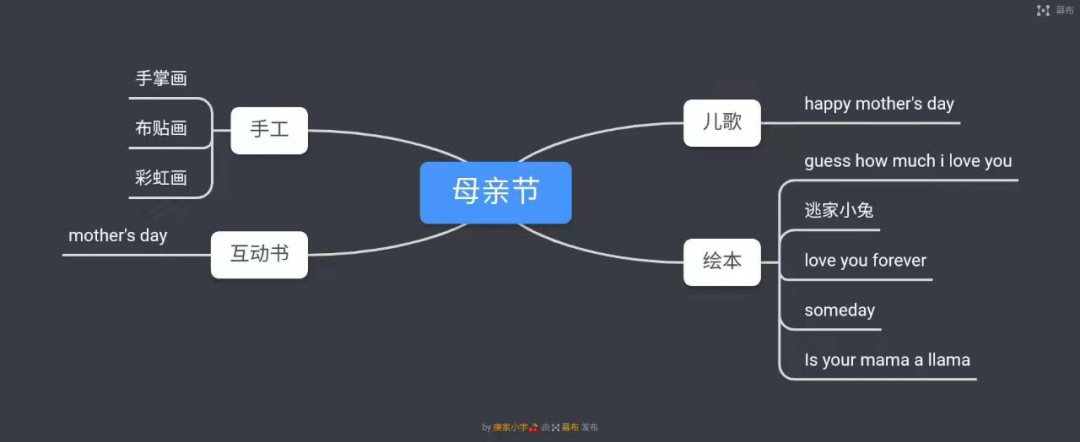 幕布
手掌画
布贴画
彩虹画
手工
mother's day
互动书
母亲节
儿歌
happy mother's day
绘本
guess how much i love you
逃家小兔
love you forever
someday
Is your mama a llama
by 庾家小宇🍒 由 幕布 发布